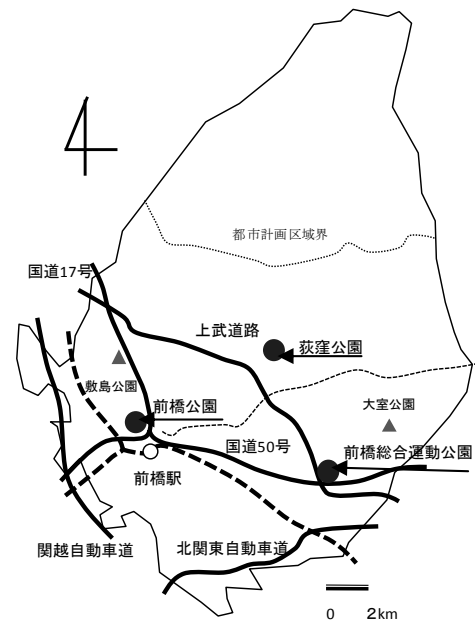 都市計画区域界
国道17号
上武道路
荻窪公園
敷島公園
前橋公園
大室公園
国道50号
前橋総合運動公園
前橋駅
関越自動車道
北関東自動車道
0 2km